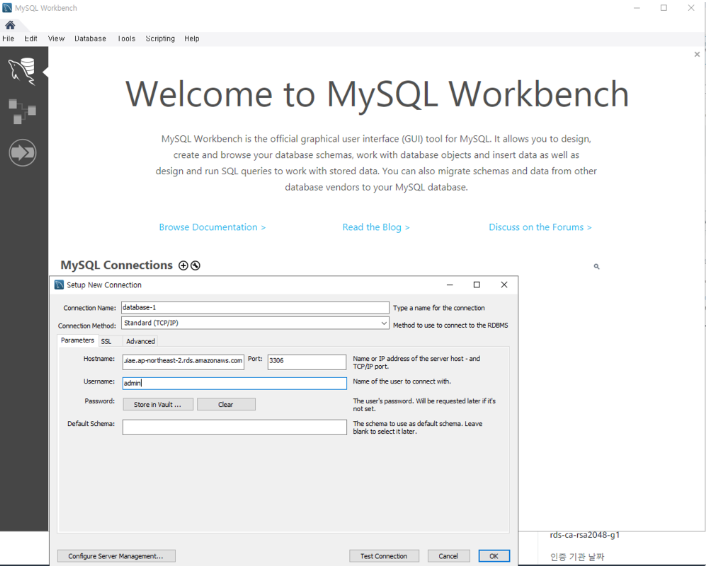 MySQL Workbench
File Edit View Database Tools Scripting Help
Welcome to MySQL Workbench
MySQL Workbench is the official graphical user interface (GUI) tool for MySQL. It allows you to design,
create and browse your database schemas, work with database objects and insert data as well as
design and run SQL queries to work with stored data. You can also migrate schemas and data from other
database vendors to your MySQL database.
Browse Documentation > Read the Blog > Discuss on the Forums >
MySQL Connections
Setup New Connection
Connection Name: database-1 Type a name for the connection
Connection Method: Standard (TCP/IP) Method to use to connect to the RDBMS
Parameters SSL Advanced
Hostname: .ap-northeast-2.rds.amazonaws.com Port: 3306 Name or IP address of the server host - and
TCP/IP port.
Username: admin Name of the user to connect with.
Password: Store in Vault ... Clear The user's password. Will be requested later if it's
not set.
Default Schema: The schema to use as default schema. Leave
blank to select it later.
Configure Server Management... Test Connection Cancel OK
rds-ca-rsa2048-g1
인증 기관 날짜